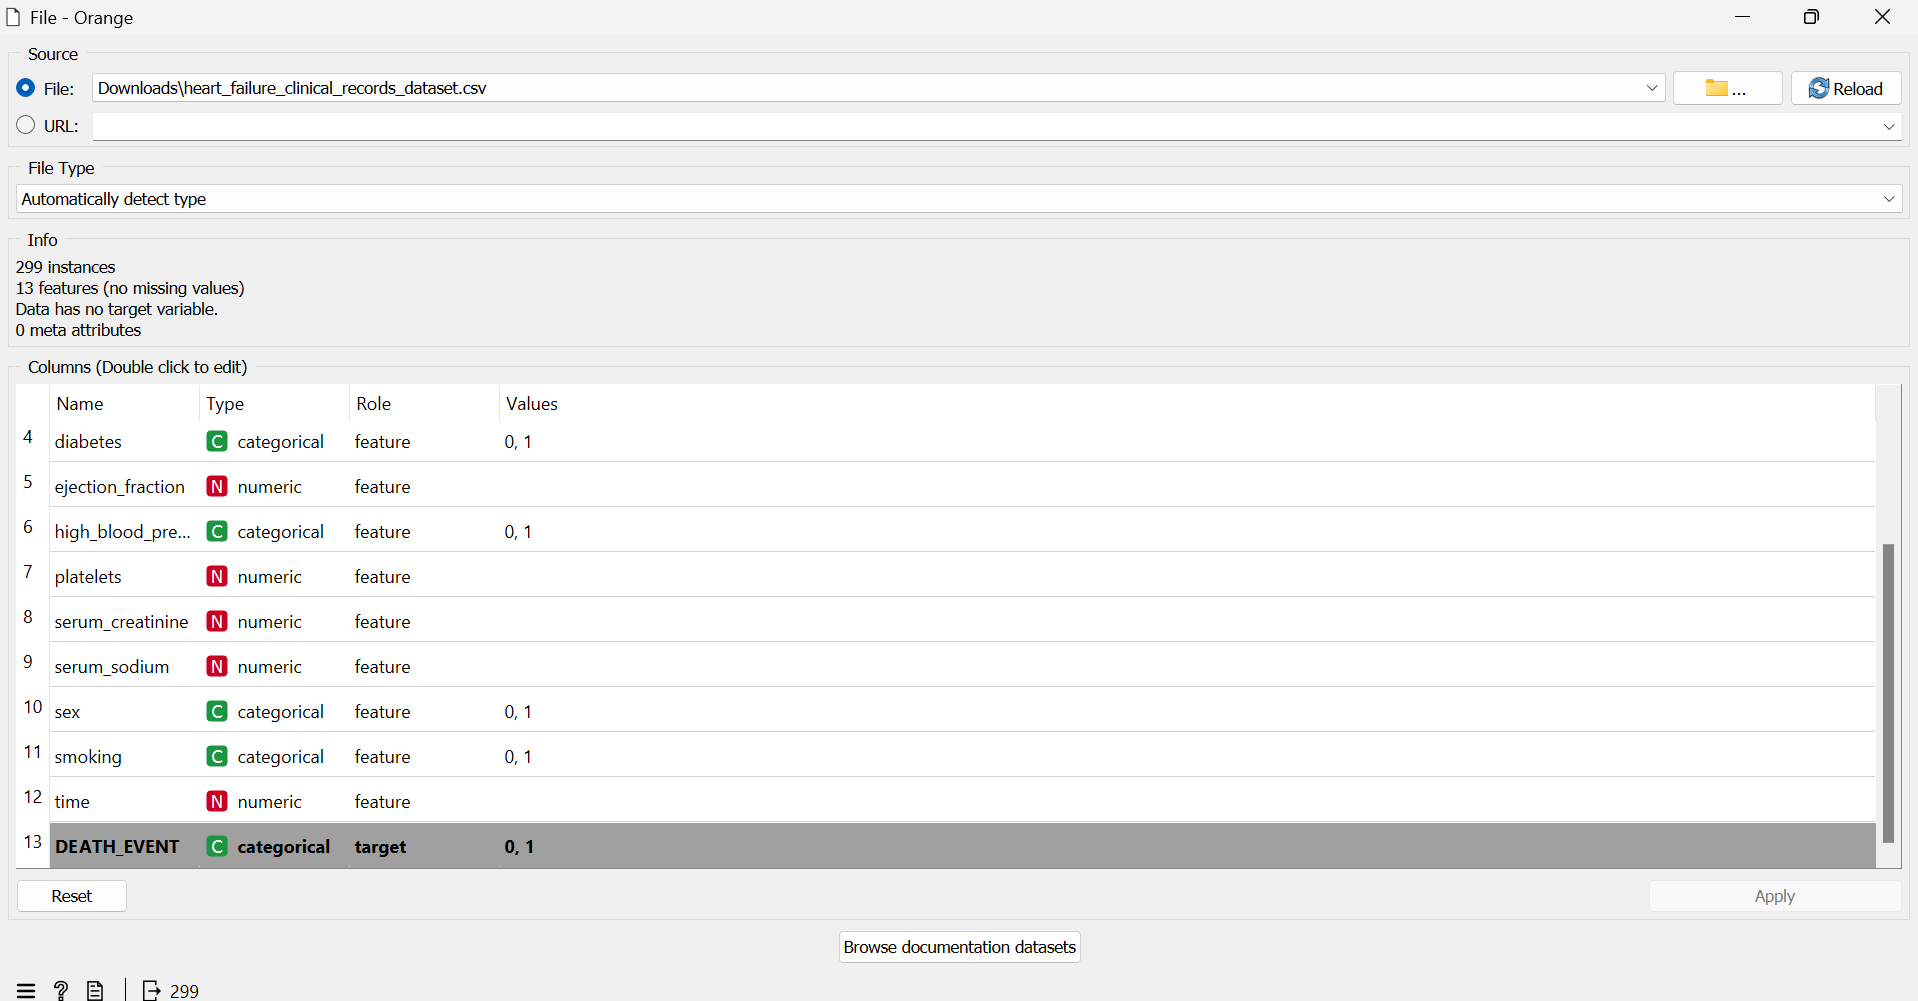 File - Orange
Source
File: Downloads\heart_failure_clinical_records_dataset.csv ... Reload
URL:
File Type
Automatically detect type
Info
299 instances
13 features (no missing values)
Data has no target variable.
0 meta attributes
Columns (Double click to edit)
Name Type Role Values
4 diabetes C categorical feature 0, 1
5 ejection_fraction N numeric feature
6 high_blood_pre... C categorical feature 0, 1
7 platelets N numeric feature
8 serum_creatinine N numeric feature
9 serum_sodium N numeric feature
10 sex C categorical feature 0, 1
11 smoking C categorical feature 0, 1
12 time N numeric feature
13 DEATH_EVENT C categorical target 0, 1
Reset Apply
Browse documentation datasets
? 299